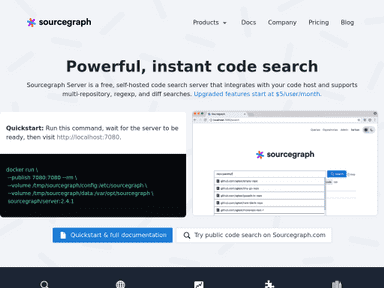 sourcegraph
Products
Docs
Company
Pricing
Blog
Powerful, instant code search
Sourcegraph Server is a free, self-hosted code search server that integrates with your code host and supports
multi-repository, regexp, and diff searches. Upgraded features start at $5/user/month.
Quickstart: Run this command, wait for the server to be
ready, then visit http://localhost:7080.
docker run \
--publish 7080:7080 --rm \
--volume /tmp/sourcegraph/config:/etc/sourcegraph \
--volume /tmp/sourcegraph/data:/var/opt/sourcegraph \
sourcegraph/server:2.4.1
sourcegraph
Quickstart & full documentation
Try public code search on Sourcegraph.com